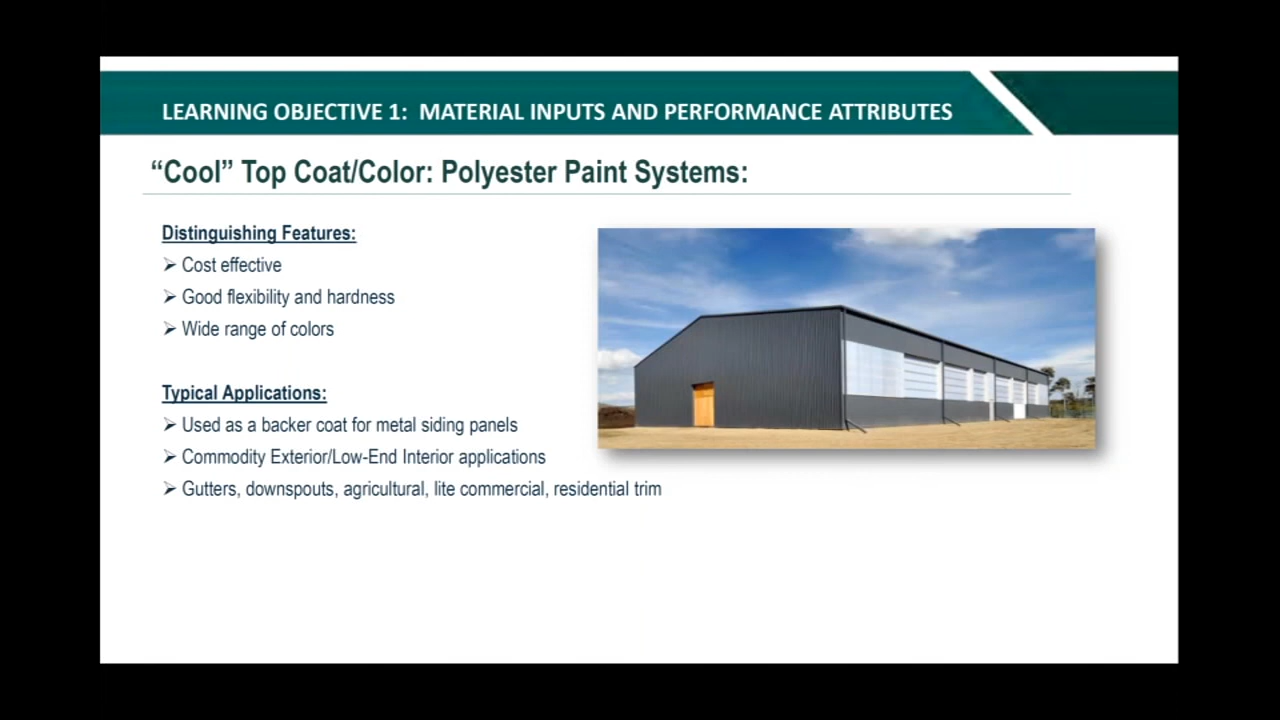 LEARNING OBJECTIVE 1:  MATERIAL INPUTS AND PERFORMANCE ATTRIBUTES
“Cool” Top Coat/Color: Polyester Paint Systems:
Distinguishing Features:
➢ Cost effective
➢ Good flexibility and hardness
➢ Wide range of colors
Typical Applications:
➢ Used as a backer coat for metal siding panels
➢ Commodity Exterior/Low-End Interior applications
➢ Gutters, downspouts, agricultural, lite commercial, residential trim